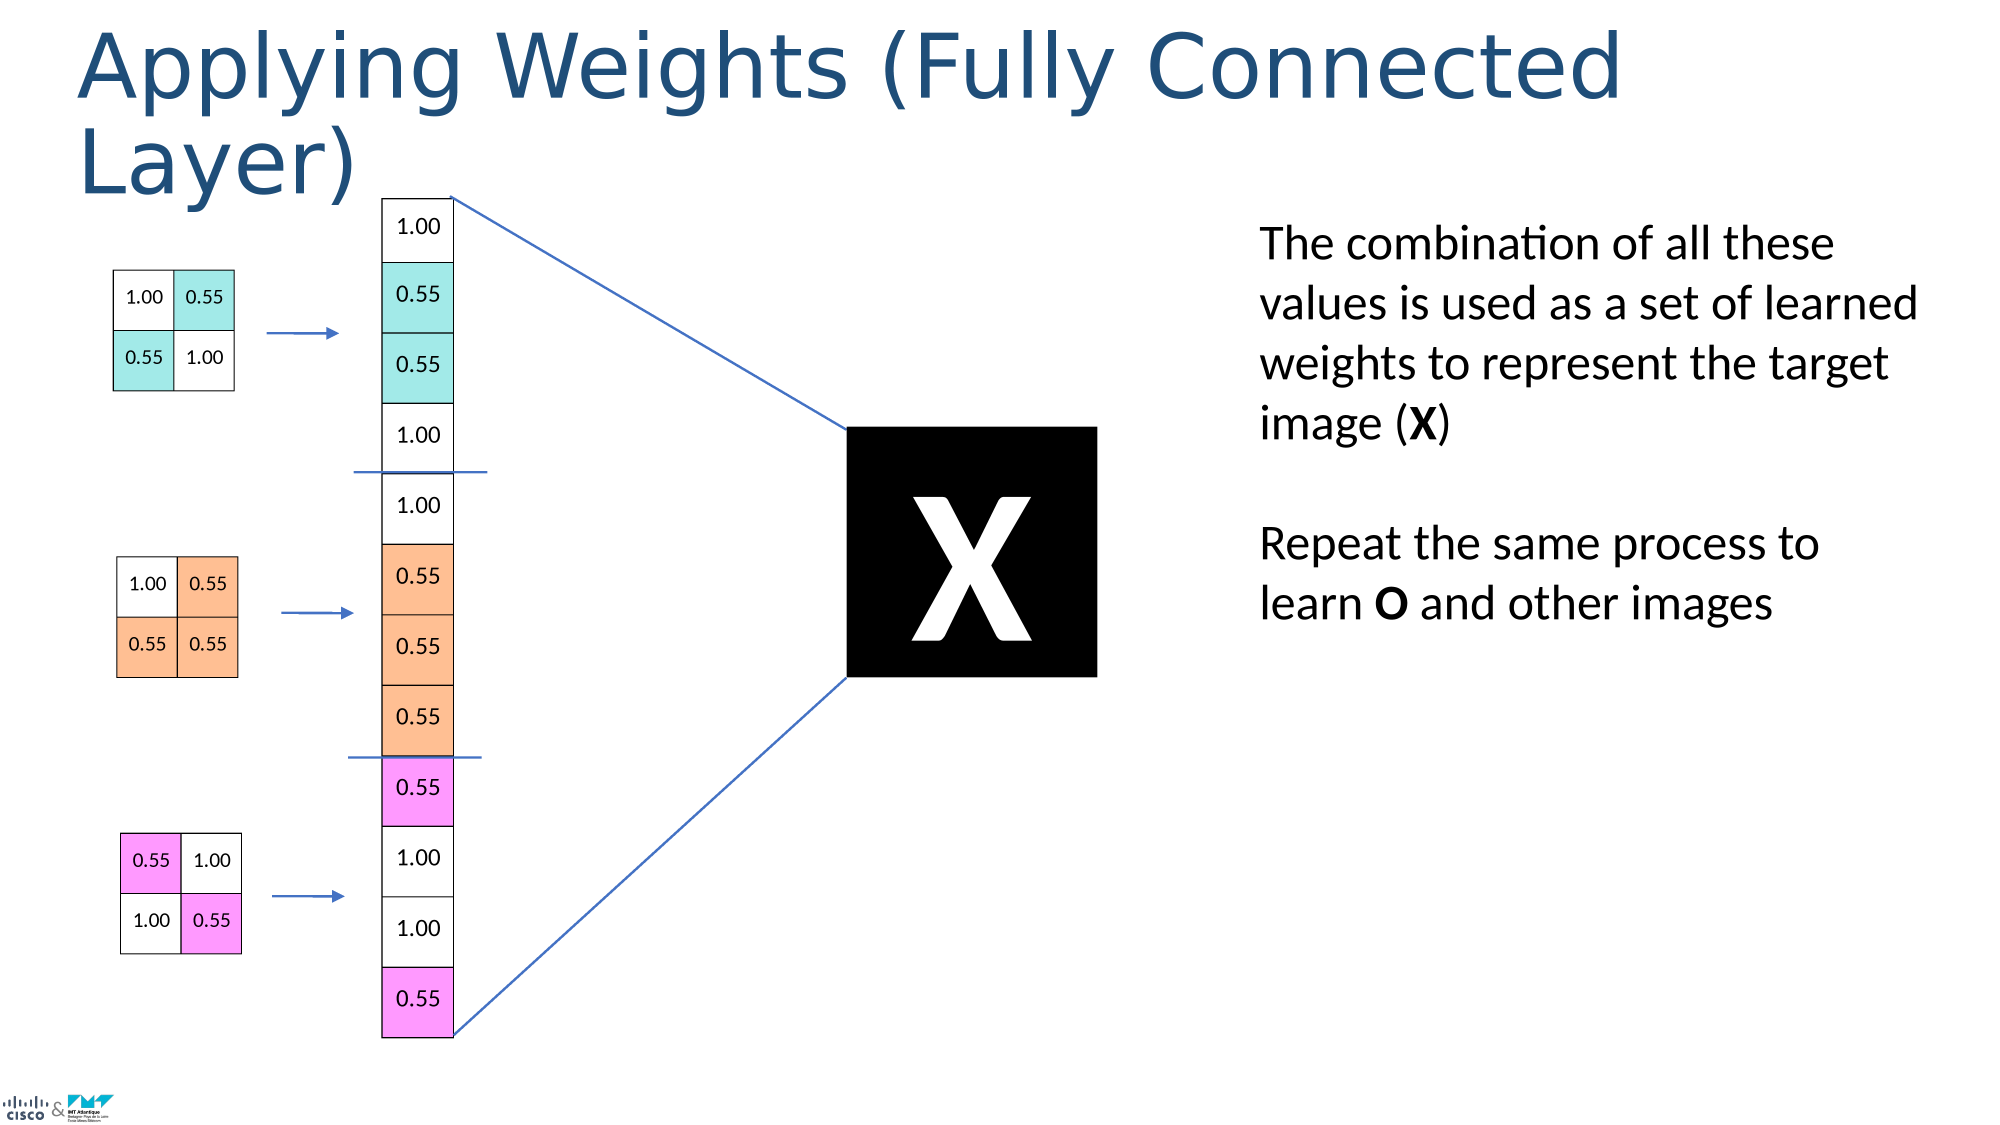 Applying Weights (Fully Connected
Layer)
1.00 0.55
0.55 1.00
1.00 0.55
0.55 0.55
0.55 1.00
1.00 0.55
1.00
0.55
0.55
1.00
1.00
0.55
0.55
0.55
0.55
1.00
1.00
0.55
X
The combination of all these
values is used as a set of learned
weights to represent the target
image (X)
Repeat the same process to
learn O and other images
CISCO & IMT Atlantique